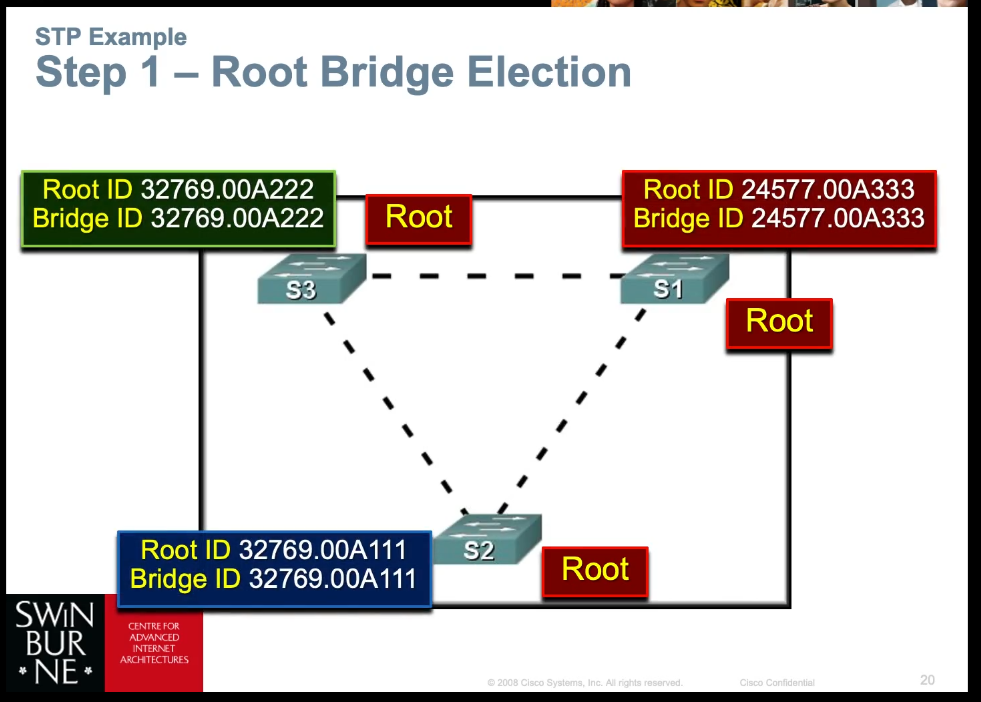 STP Example
Step 1 – Root Bridge Election
Root ID 32769.00A222
Bridge ID 32769.00A222
Root
Root ID 24577.00A333
Bridge ID 24577.00A333
S3
S1
Root
Root ID 32769.00A111
Bridge ID 32769.00A111
S2
Root
SWiN
BUR
* NE *
CENTRE FOR
ADVANCED
INTERNET
ARCHITECTURES
© 2008 Cisco Systems, Inc. All rights reserved.
Cisco Confidential
20